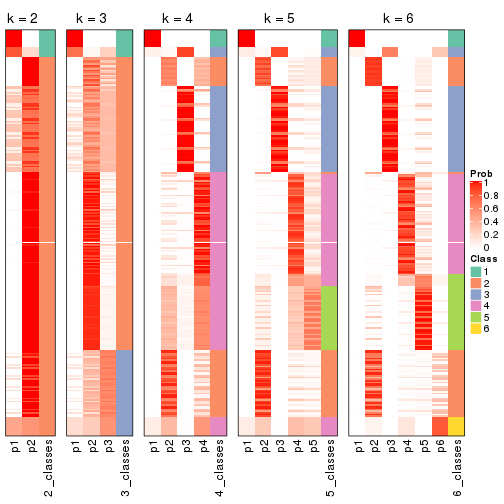 k = 2
k = 3
k = 4
k = 5
k = 6
Prob
1
0.8
0.6
0.4
0.2
0
Class
1
2
3
4
5
6
p1
p2
2_classes
p1
p2
p3
3_classes
p1
p2
p3
p4
4_classes
p1
p2
p3
p4
p5
5_classes
p1
p2
p3
p4
p5
p6
6_classes